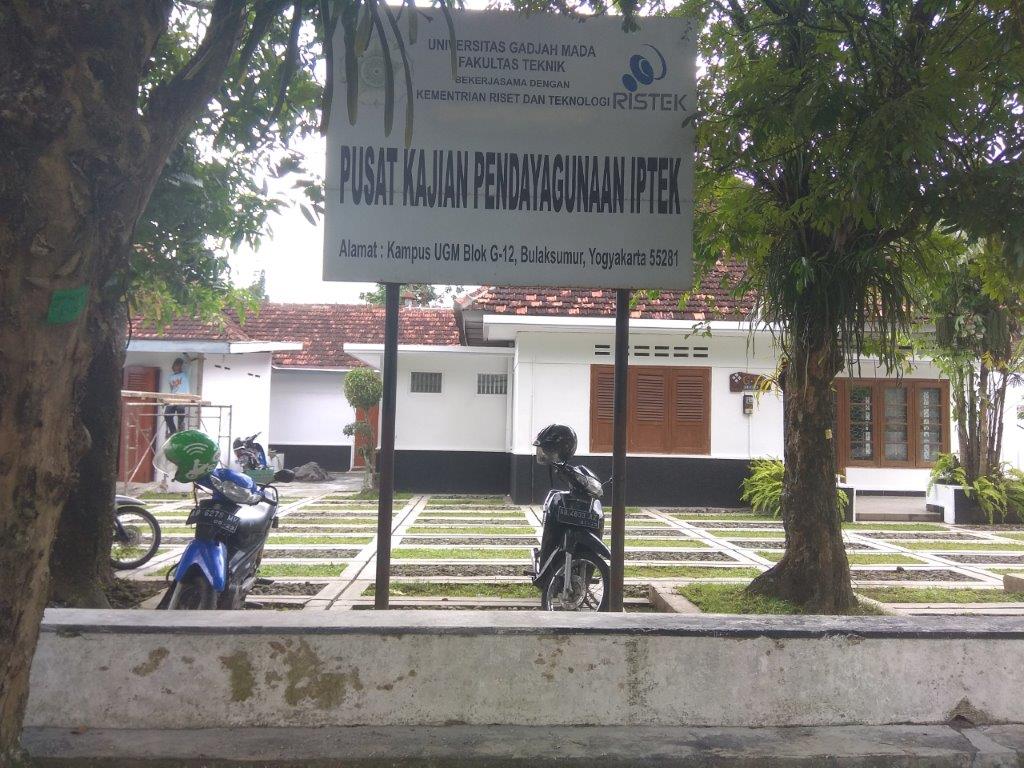 UNIVERSITAS GADJAH MADA
FAKULTAS TEKNIK
BEKERJASAMA DENGAN
KEMENTRIAN RISET DAN TEKNOLOGI
RISTEK
PUSAT KAJIAN PENDAYAGUNAAN IPTEK
Alamat : Kampus UGM Blok G-12, Bulaksumur, Yogyakarta 55281